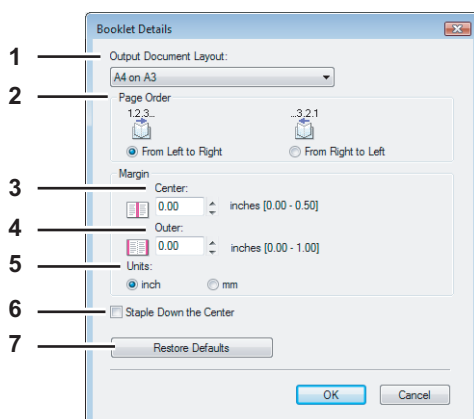 Booklet Details
1
Output Document Layout:
A4 on A3
2
Page Order
1.2.3... ...3.2.1
From Left to Right From Right to Left
Margin
3
Center:
0.00 inches [0.00 - 0.50]
4
Outer:
0.00 inches [0.00 - 1.00]
5
Units:
inch mm
6
Staple Down the Center
7
Restore Defaults
OK Cancel